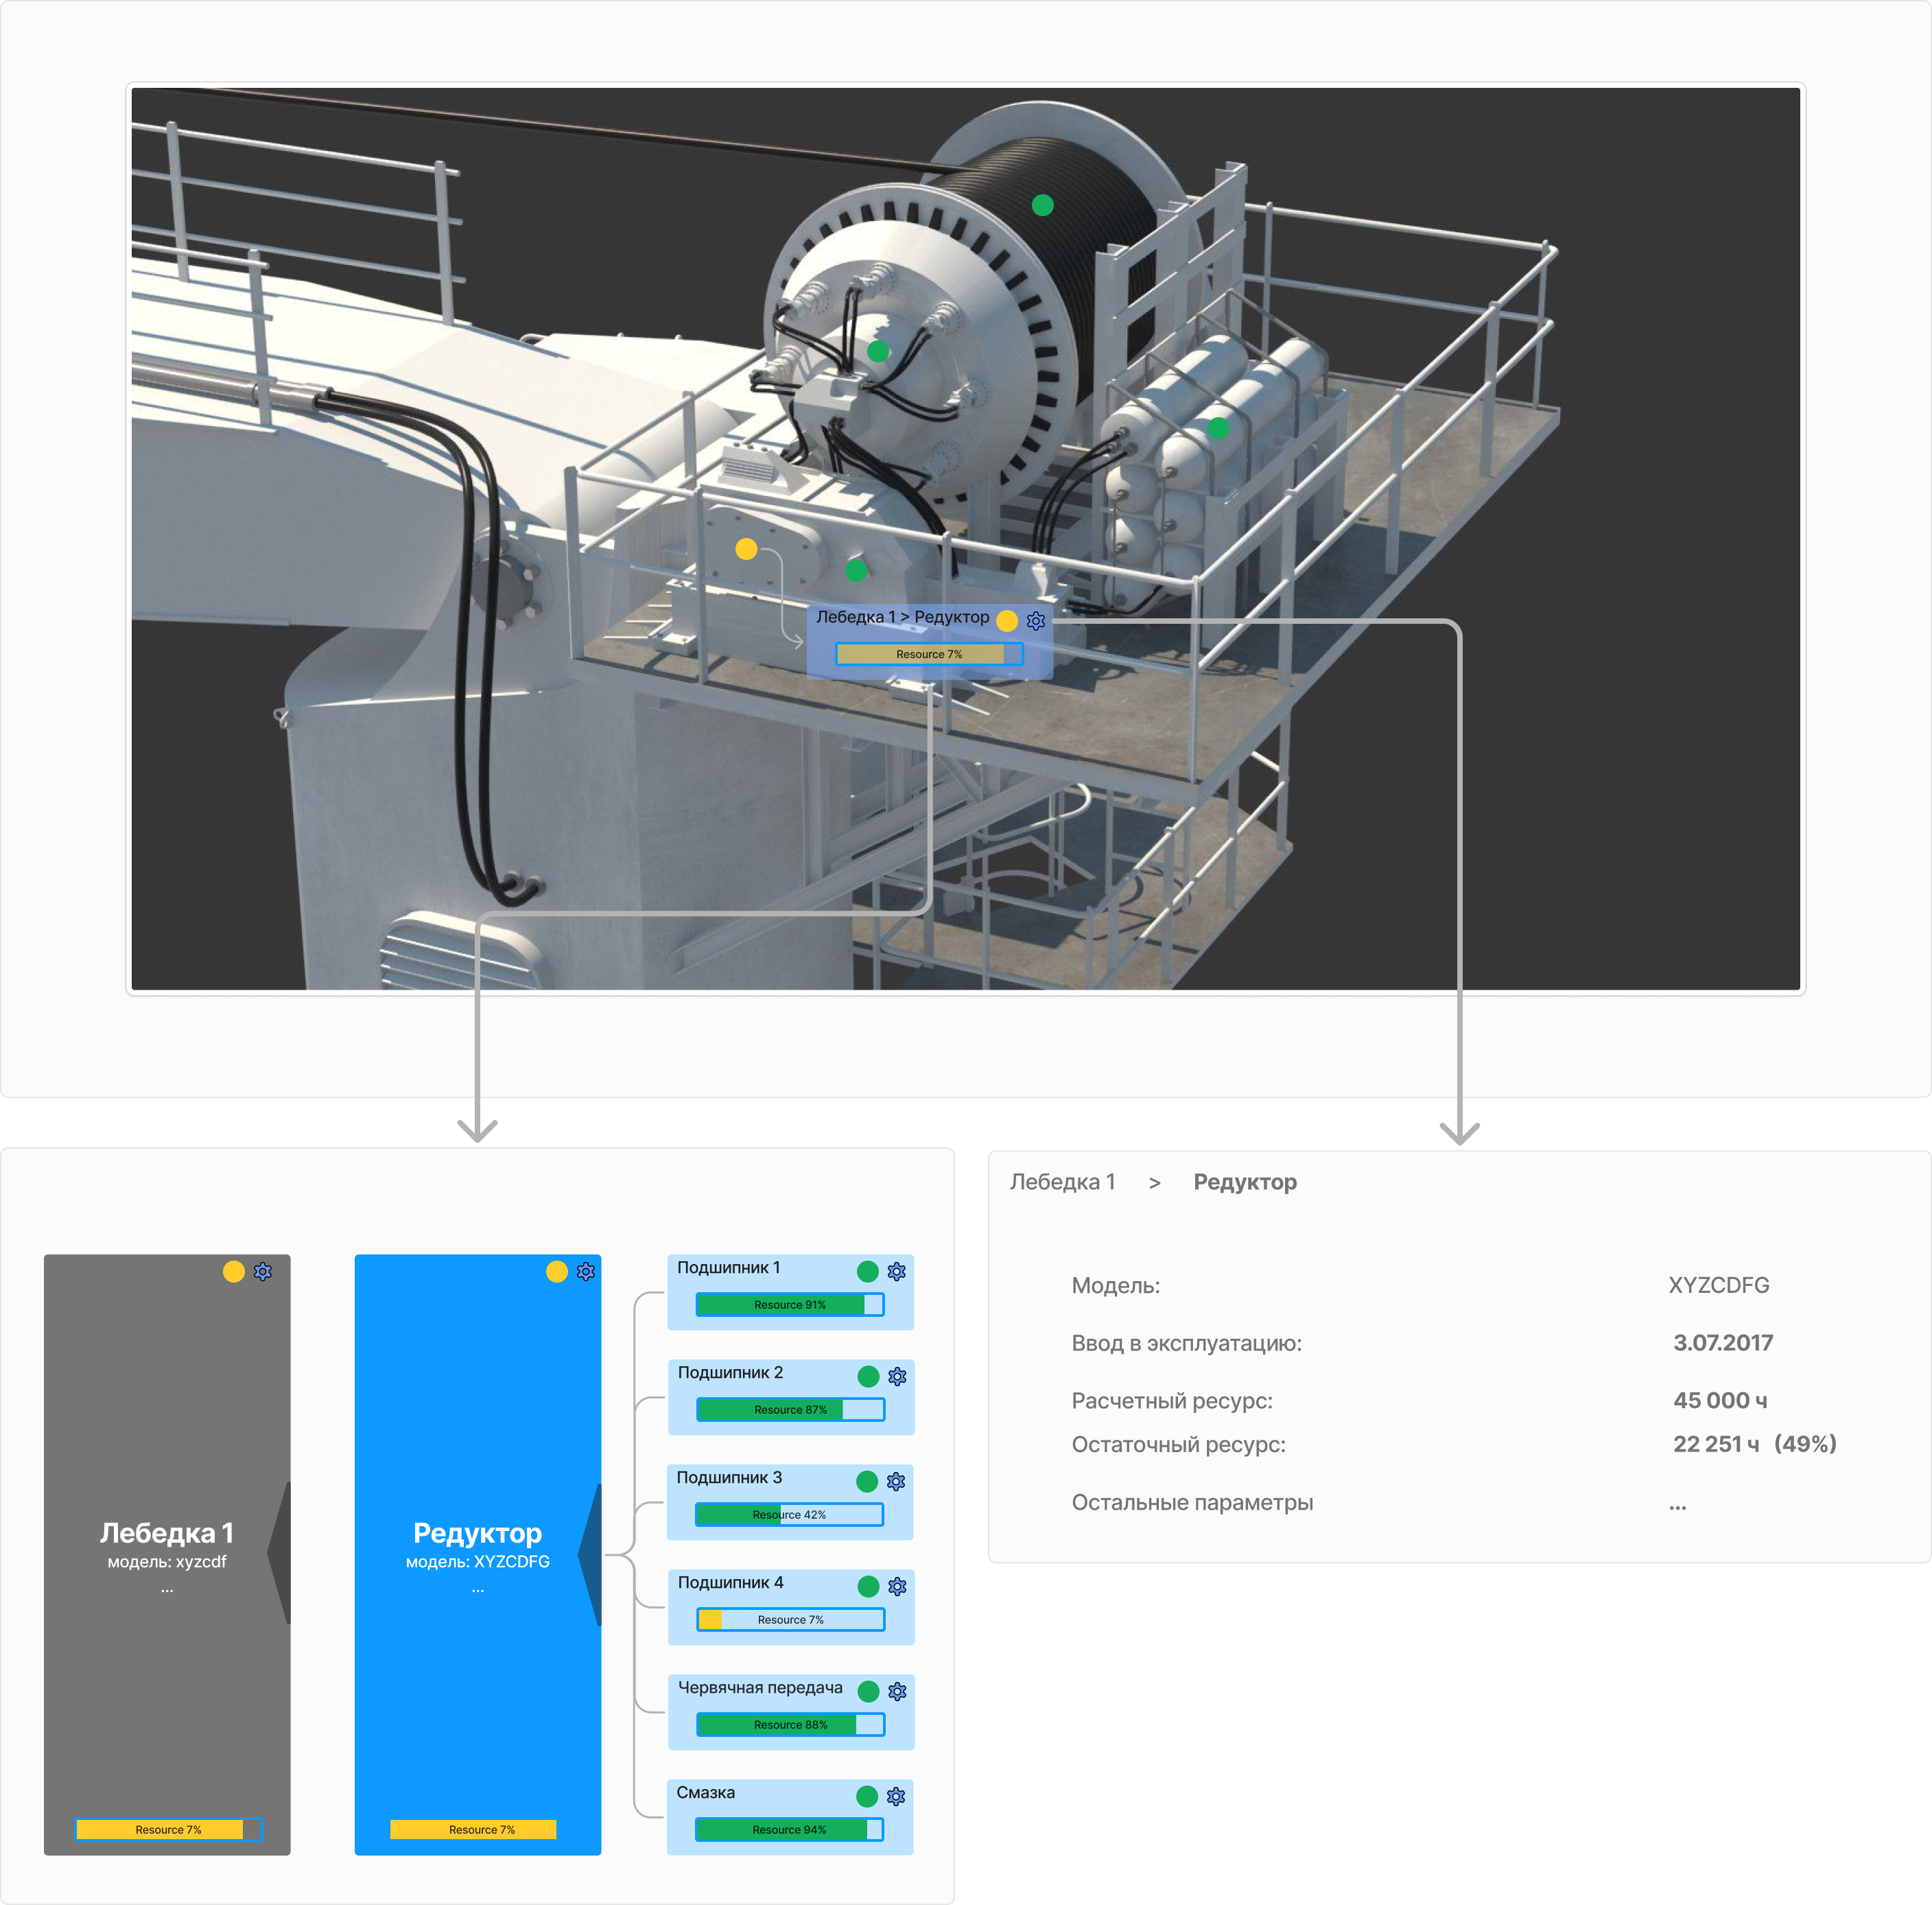 Лебедка 1 > Редуктор
Resource 7%
Лебедка 1
модель: xyzcdf
...
Resource 7%
Редуктор
модель: XYZCDFG
...
Resource 7%
Подшипник 1
Resource 91%
Подшипник 2
Resource 87%
Подшипник 3
Resource 42%
Подшипник 4
Resource 7%
Червячная передача
Resource 88%
Смазка
Resource 94%
Лебедка 1 > Редуктор
Модель: XYZCDFG
Ввод в эксплуатацию: 3.07.2017
Расчетный ресурс: 45 000 ч
Остаточный ресурс: 22 251 ч (49%)
Остальные параметры ...